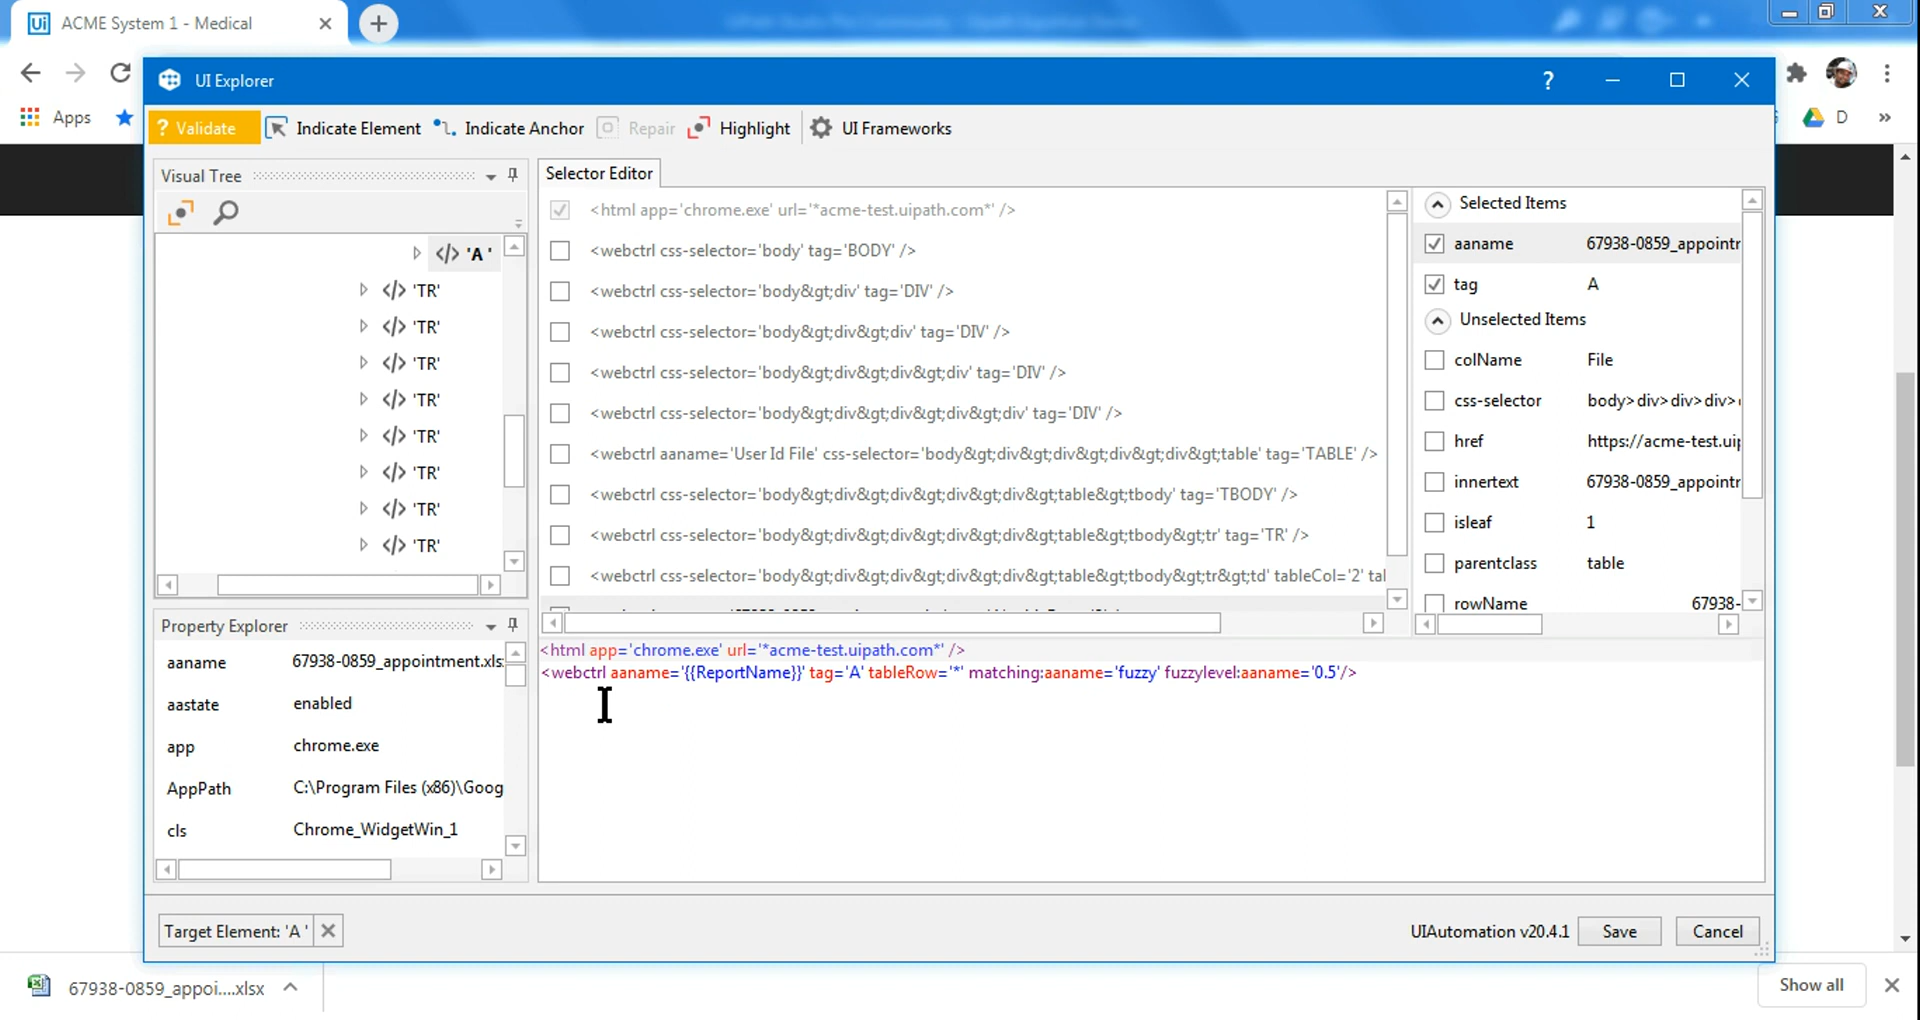 ACME System 1 - Medical
Apps
D
UI Explorer
?
? Validate
Indicate Element
Indicate Anchor
Repair
Highlight
UI Frameworks
Visual Tree
</> 'A '
</> 'TR'
</> 'TR'
</> 'TR'
</> 'TR'
</> 'TR'
</> 'TR'
</> 'TR'
</> 'TR'
Property Explorer
aaname 67938-0859_appointment.xls
aastate enabled
app chrome.exe
AppPath C:\Program Files (x86)\Goog
cls Chrome_WidgetWin_1
Selector Editor
<html app='chrome.exe' url='*acme-test.uipath.com*' />
<webctrl css-selector='body' tag='BODY' />
<webctrl css-selector='body&gt;div' tag='DIV' />
<webctrl css-selector='body&gt;div&gt;div' tag='DIV' />
<webctrl css-selector='body&gt;div&gt;div&gt;div' tag='DIV' />
<webctrl css-selector='body&gt;div&gt;div&gt;div&gt;div' tag='DIV' />
<webctrl aaname='User Id File' css-selector='body&gt;div&gt;div&gt;div&gt;div&gt;table' tag='TABLE' />
<webctrl css-selector='body&gt;div&gt;div&gt;div&gt;div&gt;table&gt;tbody' tag='TBODY' />
<webctrl css-selector='body&gt;div&gt;div&gt;div&gt;div&gt;table&gt;tbody&gt;tr' tag='TR' />
<webctrl css-selector='body&gt;div&gt;div&gt;div&gt;div&gt;table&gt;tbody&gt;tr&gt;td' tableCol='2' tal
Selected Items
aaname 67938-0859_appointr
tag A
Unselected Items
colName File
css-selector body>div>div>div>
href https://acme-test.uip
innertext 67938-0859_appointr
isleaf 1
parentclass table
rowName 67938-
<html app='chrome.exe' url='*acme-test.uipath.com*' />
<webctrl aaname='{{ReportName}}' tag='A' tableRow='*' matching:aaname='fuzzy' fuzzylevel:aaname='0.5'/>
Target Element: 'A '
UIAutomation v20.4.1
Save
Cancel
67938-0859_appoi....xlsx
Show all